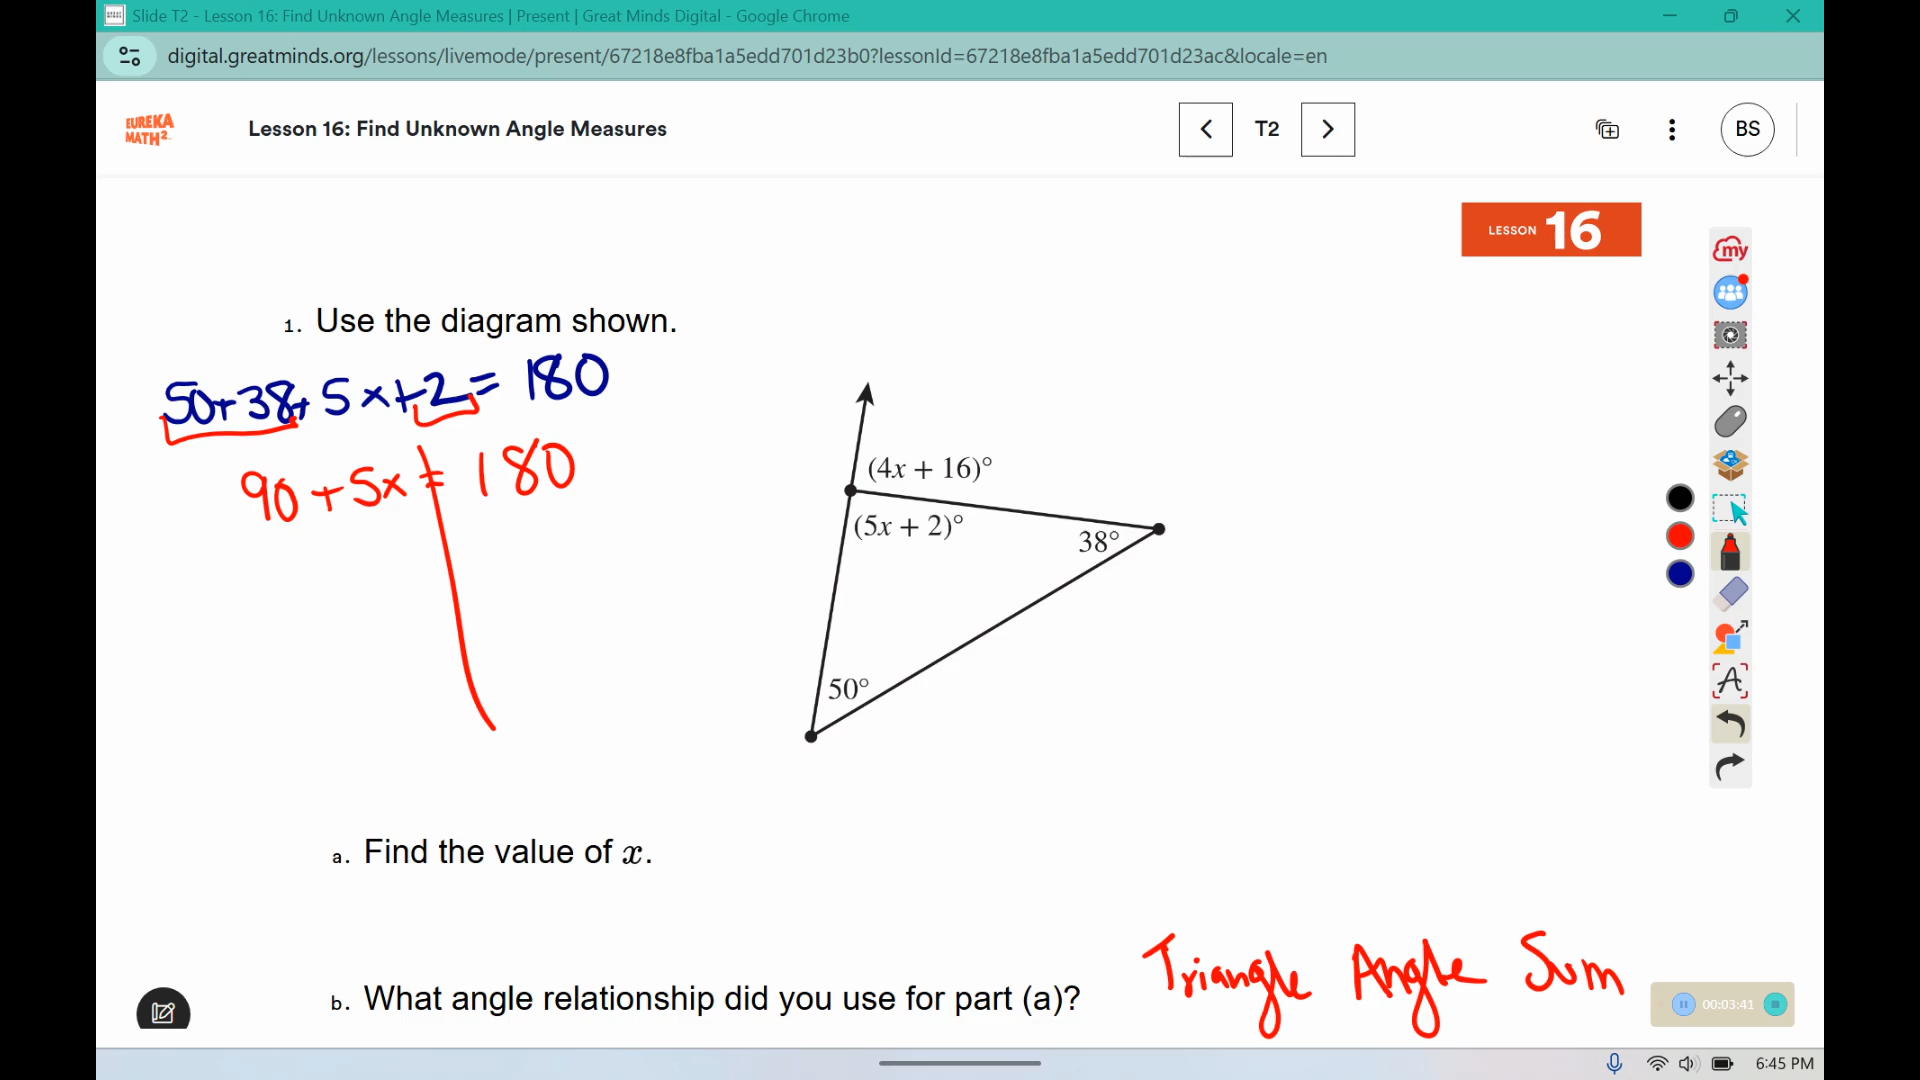 Slide T2 - Lesson 16: Find Unknown Angle Measures | Present | Great Minds Digital - Google Chrome
digital.greatminds.org/lessons/livemode/present/67218e8fba1a5edd701d23b0?lessonId=67218e8fba1a5edd701d23ac&locale=en
EUREKA
MATH²
Lesson 16: Find Unknown Angle Measures
T2
BS
LESSON 16
my
1. Use the diagram shown.
50+38+5x+2=180
90+5x=180
(4x + 16)°
(5x + 2)°
38°
50°
A
a. Find the value of x.
Triangle Angle Sum
b. What angle relationship did you use for part (a)?
00:03:41
6:45 PM